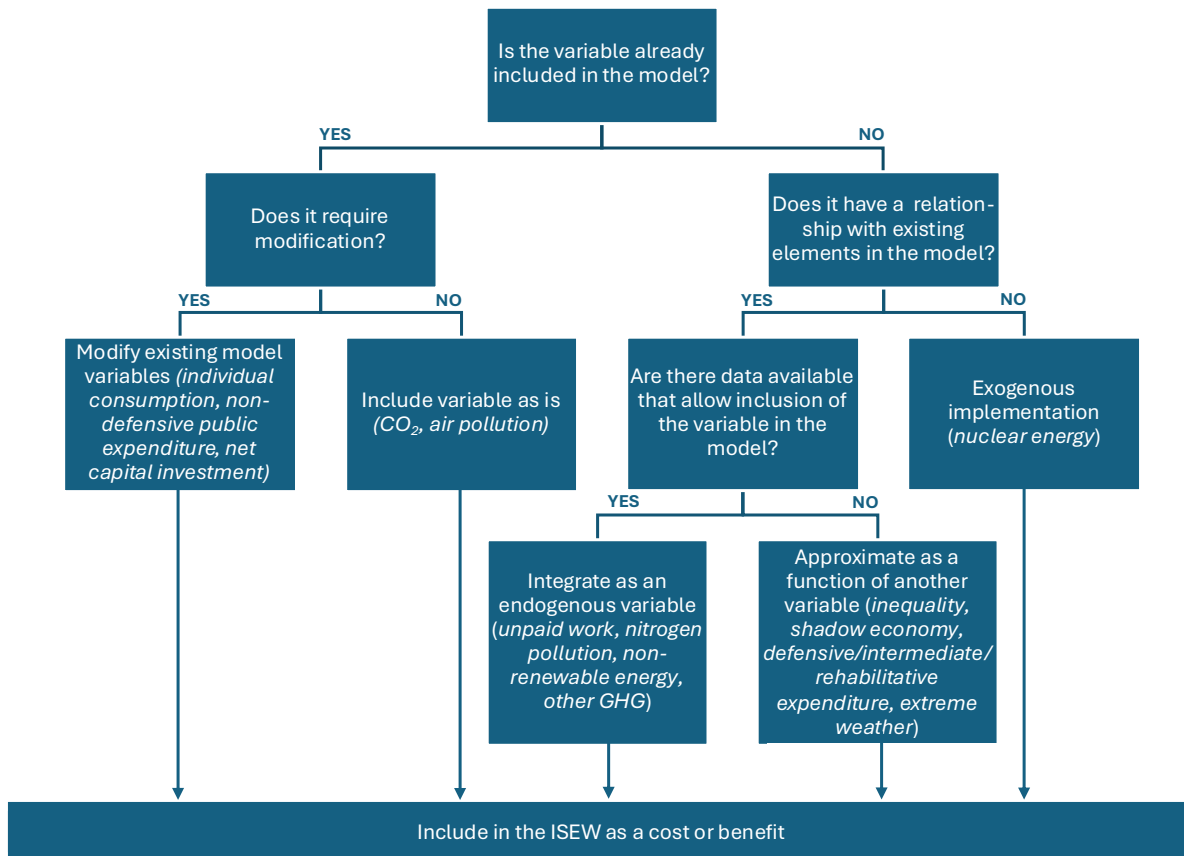 Is the variable already
included in the model?
YES
NO
Does it require
modification?
Does it have a relation-
ship with existing
elements in the model?
YES
NO
YES
NO
Modify existing model
variables (individual
consumption, non-
defensive public
expenditure, net
capital investment)
Include variable as is
(CO₂, air pollution)
Are there data available
that allow inclusion of
the variable in the
model?
Exogenous
implementation
(nuclear energy)
YES
NO
Integrate as an
endogenous variable
(unpaid work, nitrogen
pollution, non-
renewable energy,
other GHG)
Approximate as a
function of another
variable (inequality,
shadow economy,
defensive/intermediate/
rehabilitative
expenditure, extreme
weather)
Include in the ISEW as a cost or benefit